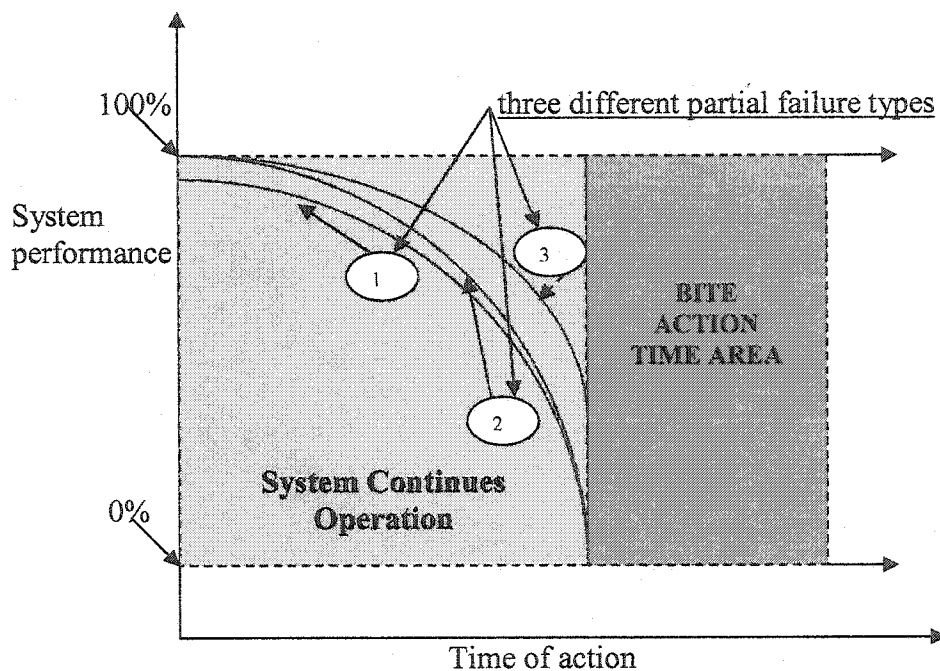 100%
three different partial failure types
System
performance
1
3
BITE
ACTION
TIME AREA
2
System Continues
Operation
0%
Time of action